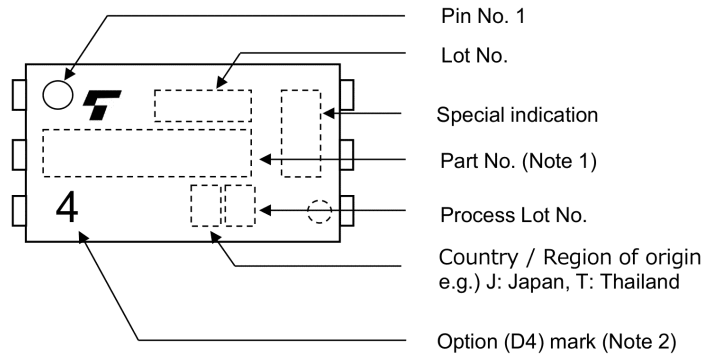 Pin No. 1
Lot No.
Special indication
Part No. (Note 1)
Process Lot No.
Country / Region of origin
e.g.) J: Japan, T: Thailand
4
Option (D4) mark (Note 2)